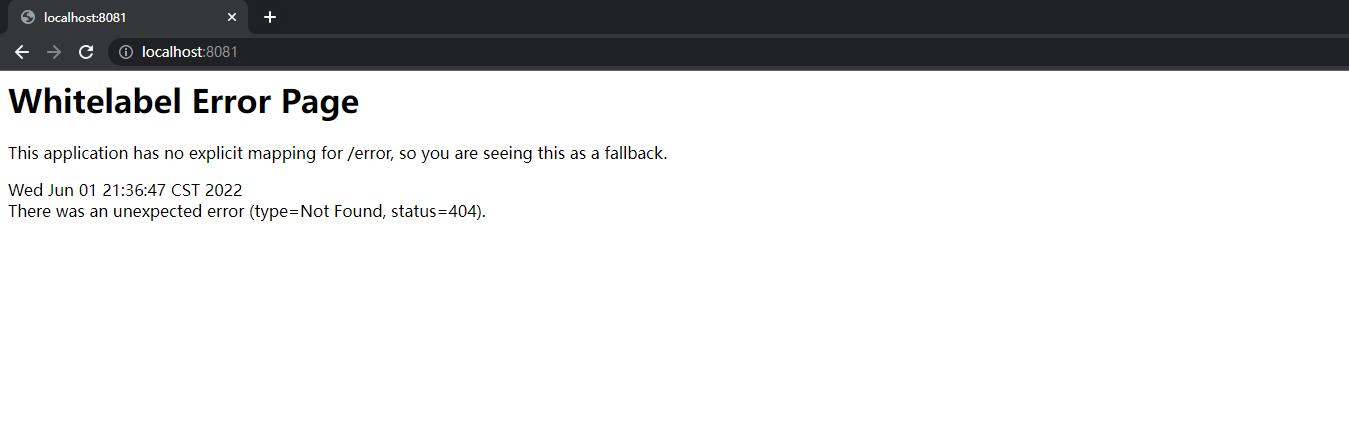 localhost:8081
localhost:8081
Whitelabel Error Page
This application has no explicit mapping for /error, so you are seeing this as a fallback.
Wed Jun 01 21:36:47 CST 2022
There was an unexpected error (type=Not Found, status=404).